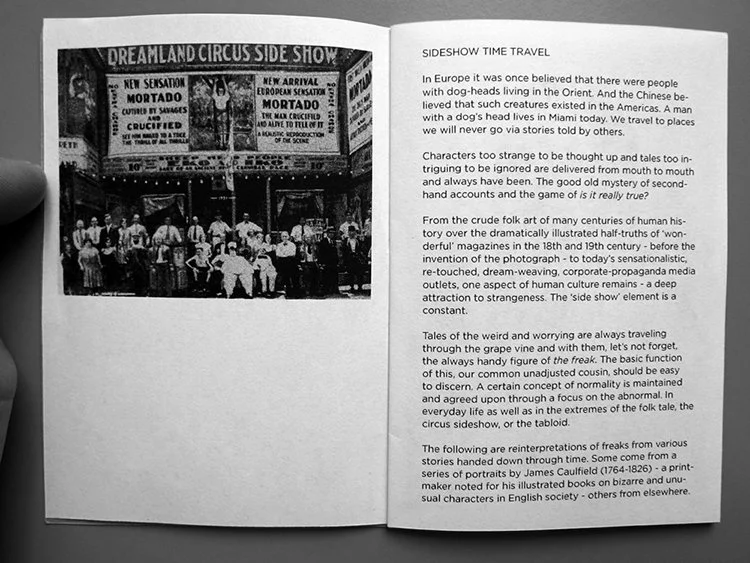 DREAMLAND CIRCUS SIDE SHOW
NEW SENSATION
MORTADO
CAPTURED BY SAVAGES
AND
CRUCIFIED
SEE HIM NAILED TO A TREE
THE THRILL OF ALL THRILLS
NEW ARRIVAL
EUROPEAN SENSATION
MORTADO
THE MAN CRUCIFIED
AND ALIVE TO TELL OF IT
A REALISTIC REPRODUCTION
OF THE SCENE
MORTADO
10¢
10¢
SIDESHOW TIME TRAVEL
In Europe it was once believed that there were people
with dog-heads living in the Orient. And the Chinese be-
lieved that such creatures existed in the Americas. A man
with a dog's head lives in Miami today. We travel to places
we will never go via stories told by others.
Characters too strange to be thought up and tales too in-
triguing to be ignored are delivered from mouth to mouth
and always have been. The good old mystery of second-
hand accounts and the game of is it really true?
From the crude folk art of many centuries of human his-
tory over the dramatically illustrated half-truths of 'won-
derful' magazines in the 18th and 19th century - before the
invention of the photograph - to today's sensationalistic,
re-touched, dream-weaving, corporate-propaganda media
outlets, one aspect of human culture remains - a deep
attraction to strangeness. The 'side show' element is a
constant.
Tales of the weird and worrying are always traveling
through the grape vine and with them, let's not forget,
the always handy figure of the freak. The basic function
of this, our common unadjusted cousin, should be easy
to discern. A certain concept of normality is maintained
and agreed upon through a focus on the abnormal. In
everyday life as well as in the extremes of the folk tale, the
circus sideshow, or the tabloid.
The following are reinterpretations of freaks from various
stories handed down through time. Some come from a
series of portraits by James Caulfield (1764-1826) - a print-
maker noted for his illustrated books on bizarre and unu-
sual characters in English society - others from elsewhere.